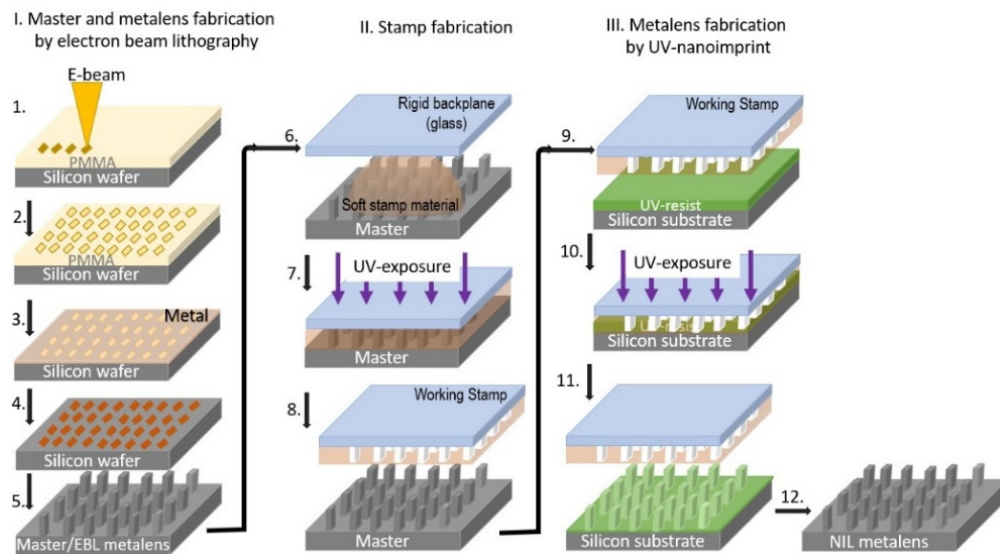 I. Master and metalens fabrication
by electron beam lithography
E-beam
1.
PMMA
Silicon wafer
2.
PMMA
Silicon wafer
3.
Metal
Silicon wafer
4.
Silicon wafer
5.
Master/EBL metalens
II. Stamp fabrication
6.
Rigid backplane
(glass)
Soft stamp material
Master
7.
UV-exposure
Master
8.
Working Stamp
Master
III. Metalens fabrication
by UV-nanoimprint
9.
Working Stamp
UV-resist
Silicon substrate
10.
UV-exposure
UV-resist
Silicon substrate
11.
Silicon substrate
12.
NIL metalens